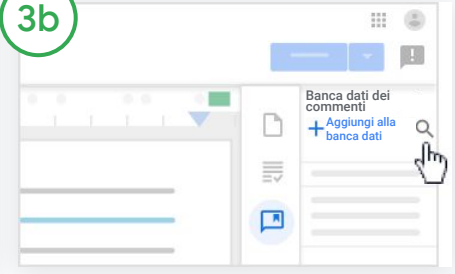 3b
Banca dati dei
commenti
+ Aggiungi alla
banca dati